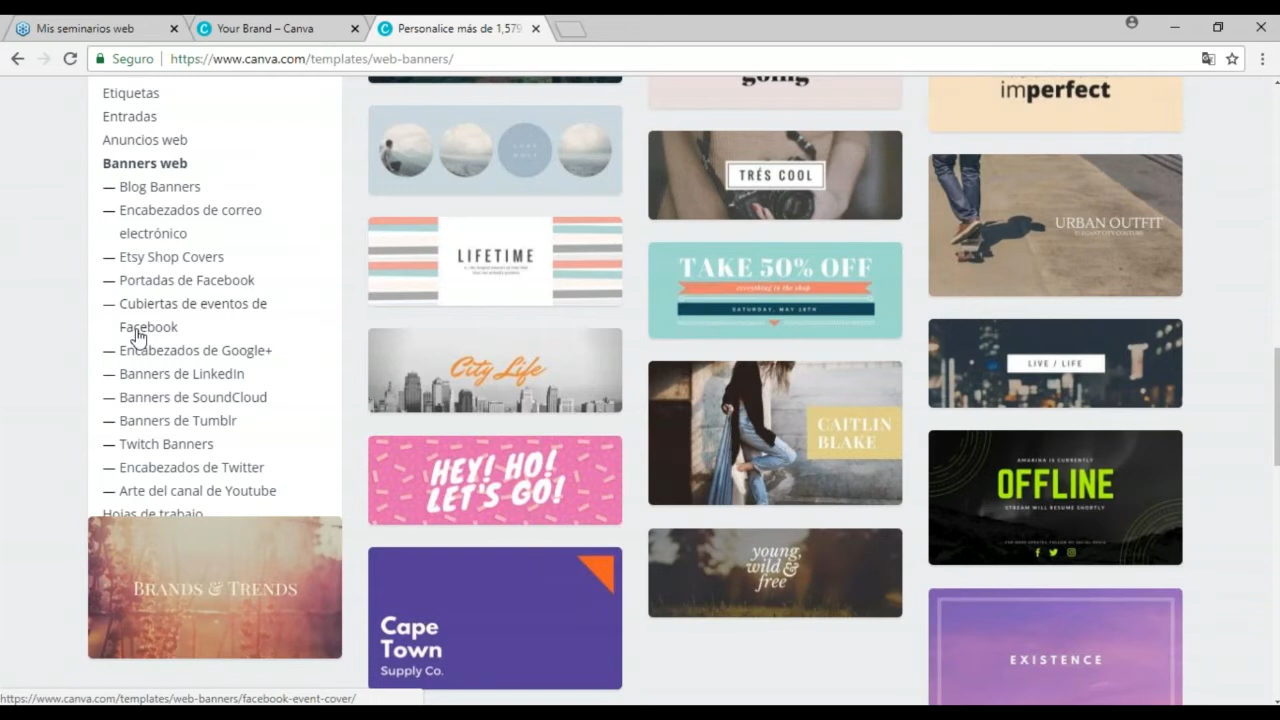 Mis seminarios web
Your Brand – Canva
Personalice más de 1,579
Seguro
https://www.canva.com/templates/web-banners/
Etiquetas
Entradas
Anuncios web
Banners web
— Blog Banners
— Encabezados de correo
electrónico
— Etsy Shop Covers
— Portadas de Facebook
— Cubiertas de eventos de
Facebook
— Encabezados de Google+
— Banners de LinkedIn
— Banners de SoundCloud
— Banners de Tumblr
— Twitch Banners
— Encabezados de Twitter
— Arte del canal de Youtube
Hojas de trabajo
BRANDS & TRENDS
LIFETIME
City Life
HEY! HO!
LET'S GO!
Cape
Town
Supply Co.
going
TRÉS COOL
TAKE 50% OFF
everything in the shop
SATURDAY, MAY 18TH
CAITLIN
BLAKE
young,
wild &
free
imperfect
URBAN OUTFIT
LIVE / LIFE
AMARINA IS CURRENTLY
OFFLINE
STREAM WILL RESUME SHORTLY
EXISTENCE
https://www.canva.com/templates/web-banners/facebook-event-cover/